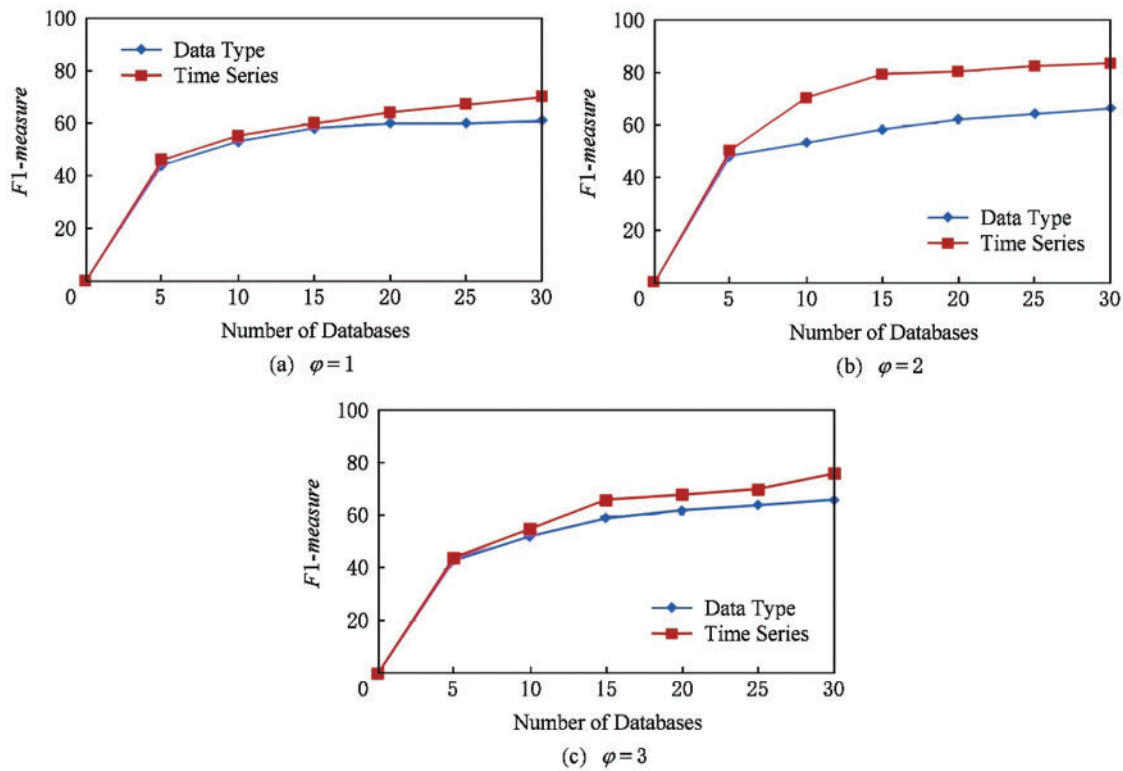 100
80
60
40
20
0
F1-measure
Data Type
Time Series
5 10 15 20 25 30
Number of Databases
(a) φ=1
100
80
60
40
20
0
F1-measure
Data Type
Time Series
5 10 15 20 25 30
Number of Databases
(b) φ=2
100
80
60
40
20
0
F1-measure
Data Type
Time Series
5 10 15 20 25 30
Number of Databases
(c) φ=3